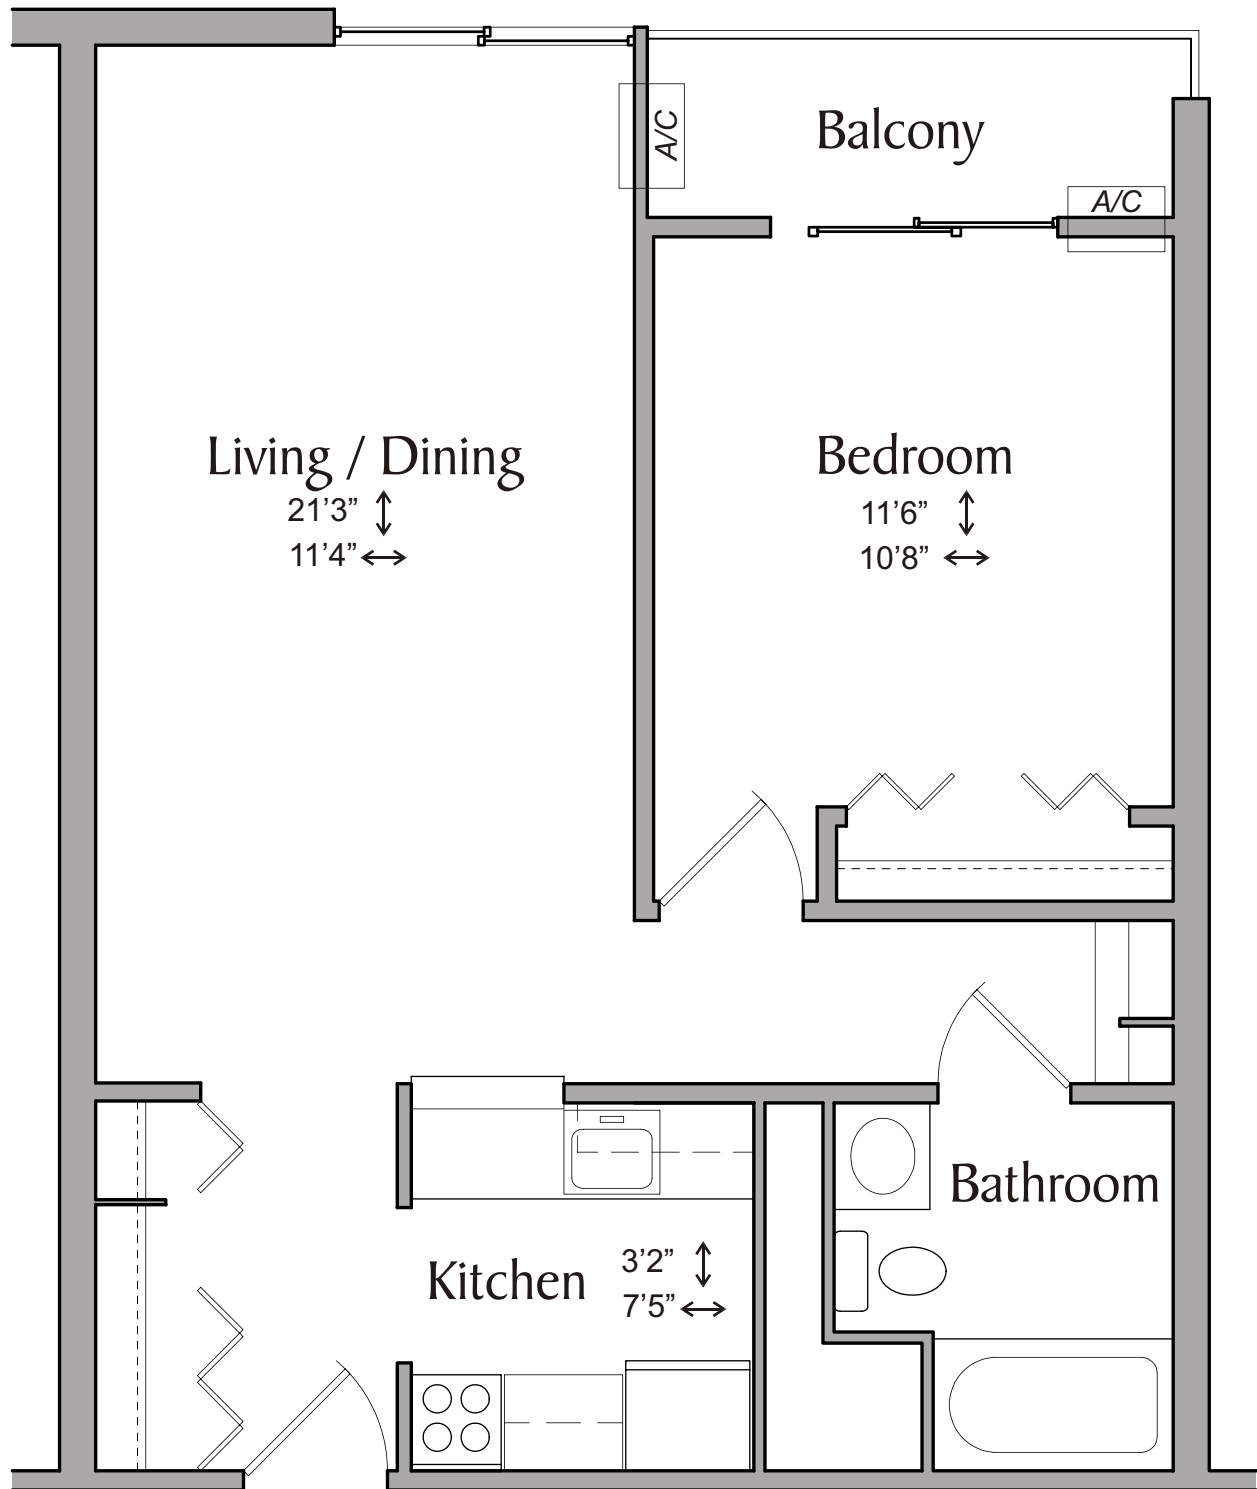 A/C
Balcony
A/C
Living / Dining
21’3”
11’4”
Bedroom
11’6”
10’8”
Bathroom
Kitchen
3’2”
7’5”